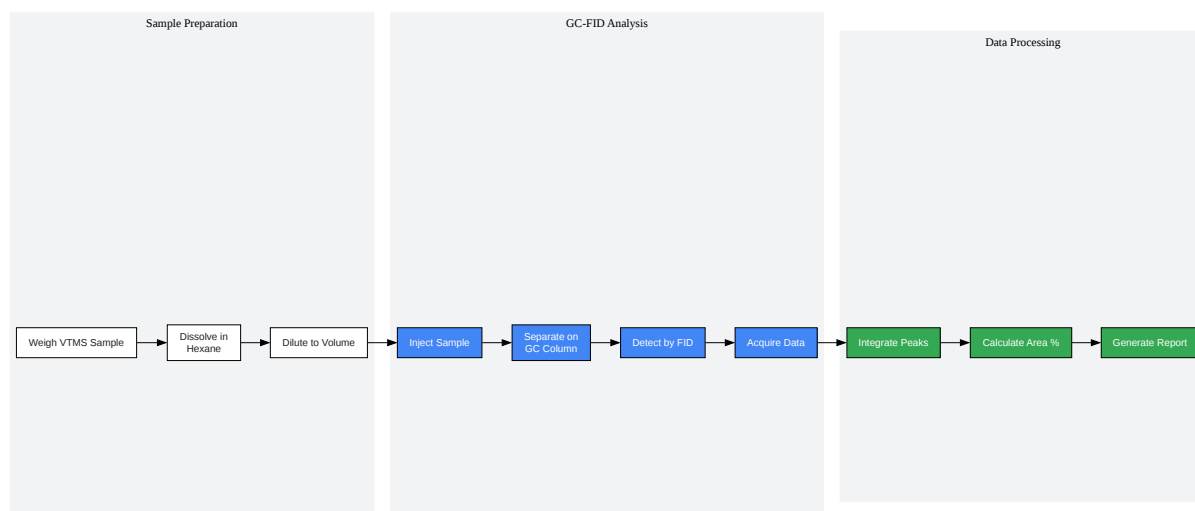 Sample Preparation
GC-FID Analysis
Data Processing
Weigh VTMS Sample
Dissolve in
Hexane
Dilute to Volume
Inject Sample
Separate on
GC Column
Detect by FID
Acquire Data
Integrate Peaks
Calculate Area %
Generate Report